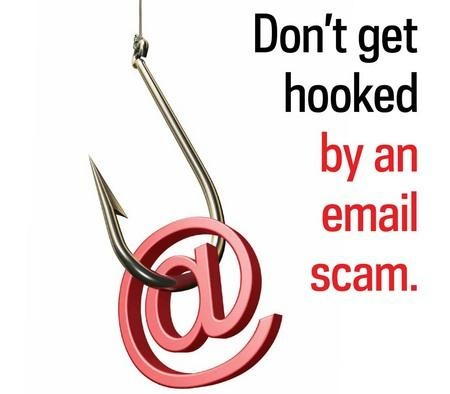 Don't get
hooked
by an
email
scam.
@